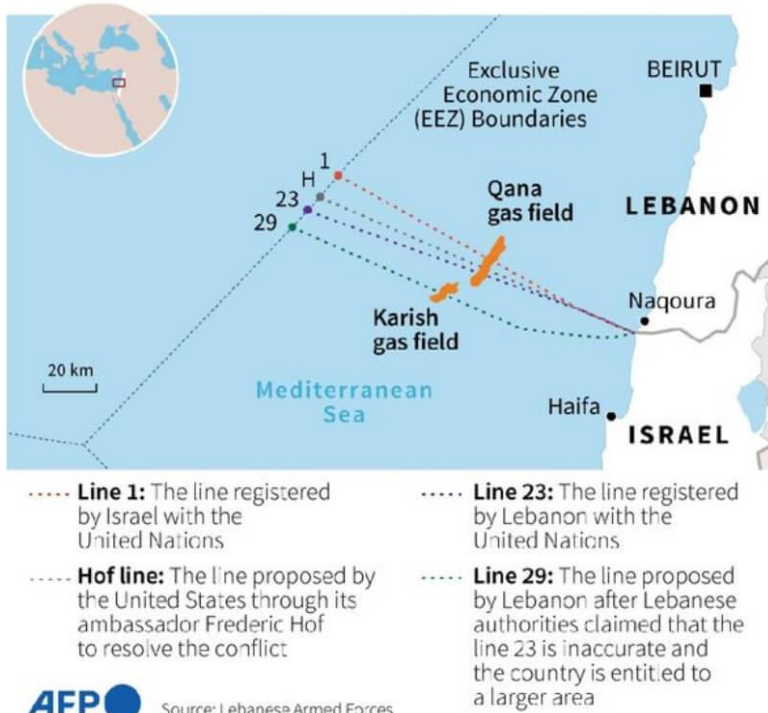 Exclusive
Economic Zone
(EEZ) Boundaries
BEIRUT
1
H
23
29
Qana
gas field
LEBANON
Karish
gas field
Naqoura
20 km
Mediterranean
Sea
Haifa
ISRAEL
Line 1: The line registered
by Israel with the
United Nations
Hof line: The line proposed by
the United States through its
ambassador Frederic Hof
to resolve the conflict
Line 23: The line registered
by Lebanon with the
United Nations
Line 29: The line proposed
by Lebanon after Lebanese
authorities claimed that the
line 23 is inaccurate and
the country is entitled to
a larger area
AFP
Source: Lebanese Armed Forces